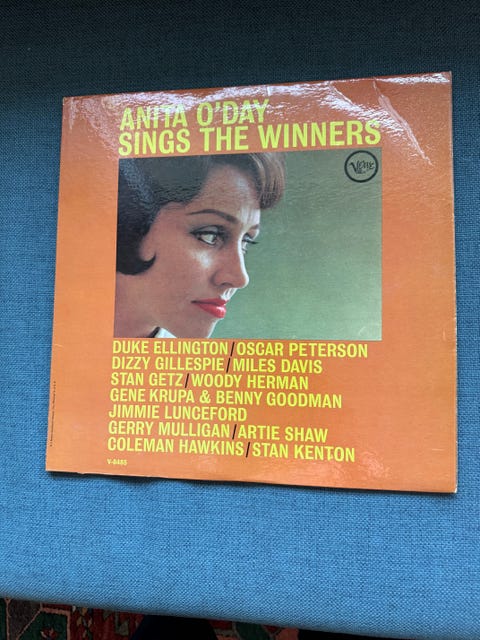 ANITA O'DAY
SINGS THE WINNERS
Verve
DUKE ELLINGTON/OSCAR PETERSON
DIZZY GILLESPIE/MILES DAVIS
STAN GETZ/WOODY HERMAN
GENE KRUPA & BENNY GOODMAN
JIMMIE LUNCEFORD
GERRY MULLIGAN/ARTIE SHAW
COLEMAN HAWKINS/STAN KENTON
V-8485